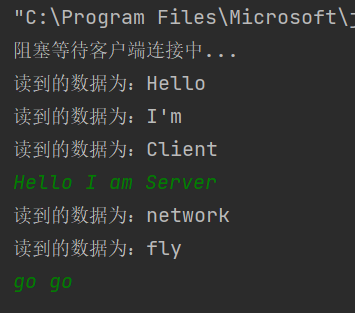 "C:\Program Files\Microsoft\
阻塞等待客户端连接中...
读到的数据为：Hello
读到的数据为：I'm
读到的数据为：Client
Hello I am Server
读到的数据为：network
读到的数据为：fly
go go